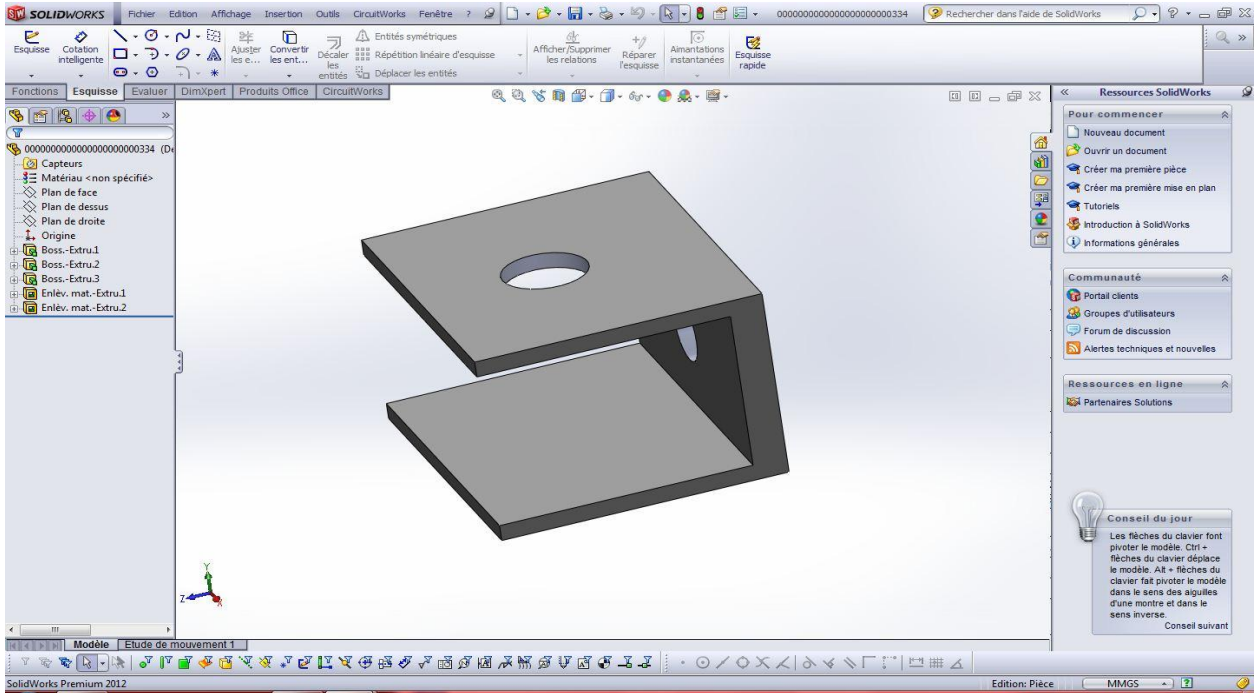 SOLIDWORKS Fichier Edition Affichage Insertion Outils CircuitWorks Fenêtre ? 0000000000000000000000334 Rechercher dans l'aide de SolidWorks
Esquisse
Cotation intelligente
Ajuster les e...
Convertir les ent...
Décaler les entités
Entités symétriques
Répétition linéaire d'esquisse
Déplacer les entités
Afficher/Supprimer les relations
Réparer l'esquisse
Aimantations instantanées
Esquisse rapide
Fonctions Esquisse Evaluer DimXpert Produits Office CircuitWorks
0000000000000000000000334 (De
Capteurs
Matériau <non spécifié>
Plan de face
Plan de dessus
Plan de droite
Origine
Boss.-Extru.1
Boss.-Extru.2
Boss.-Extru.3
Enlèv. mat.-Extru.1
Enlèv. mat.-Extru.2
Y
Z
X
Ressources SolidWorks
Pour commencer
Nouveau document
Ouvrir un document
Créer ma première pièce
Créer ma première mise en plan
Tutoriels
Introduction à SolidWorks
Informations générales
Communauté
Portail clients
Groupes d'utilisateurs
Forum de discussion
Alertes techniques et nouvelles
Ressources en ligne
Partenaires Solutions
Conseil du jour
Les flèches du clavier font
pivoter le modèle. Ctrl +
flèches du clavier déplace
le modèle. Alt + flèches du
clavier fait pivoter le modèle
dans le sens des aiguilles
d'une montre et dans le
sens inverse.
Conseil suivant
Modèle Etude de mouvement 1
SolidWorks Premium 2012 Edition: Pièce MMGS